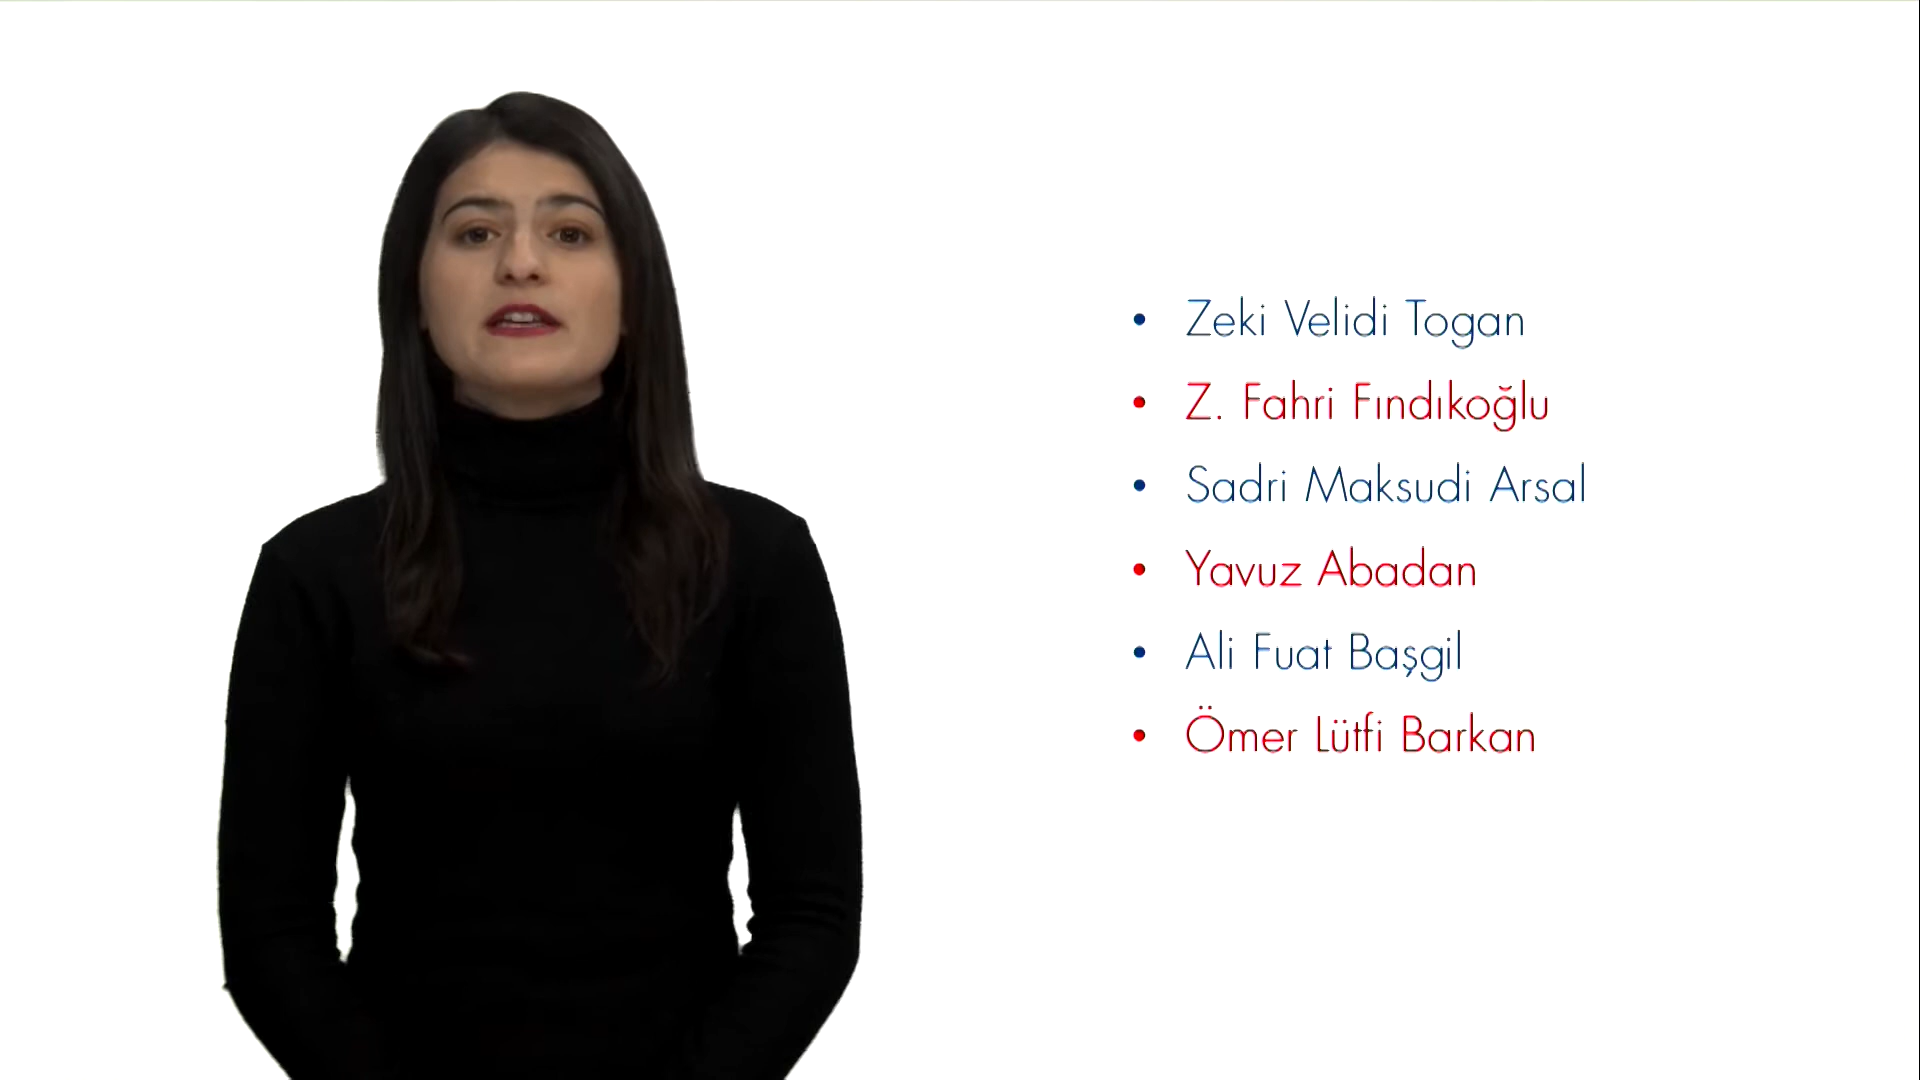 • Zeki Velidi Togan
• Z. Fahri Fındıkoğlu
• Sadri Maksudi Arsal
• Yavuz Abadan
• Ali Fuat Başgil
• Ömer Lütfi Barkan